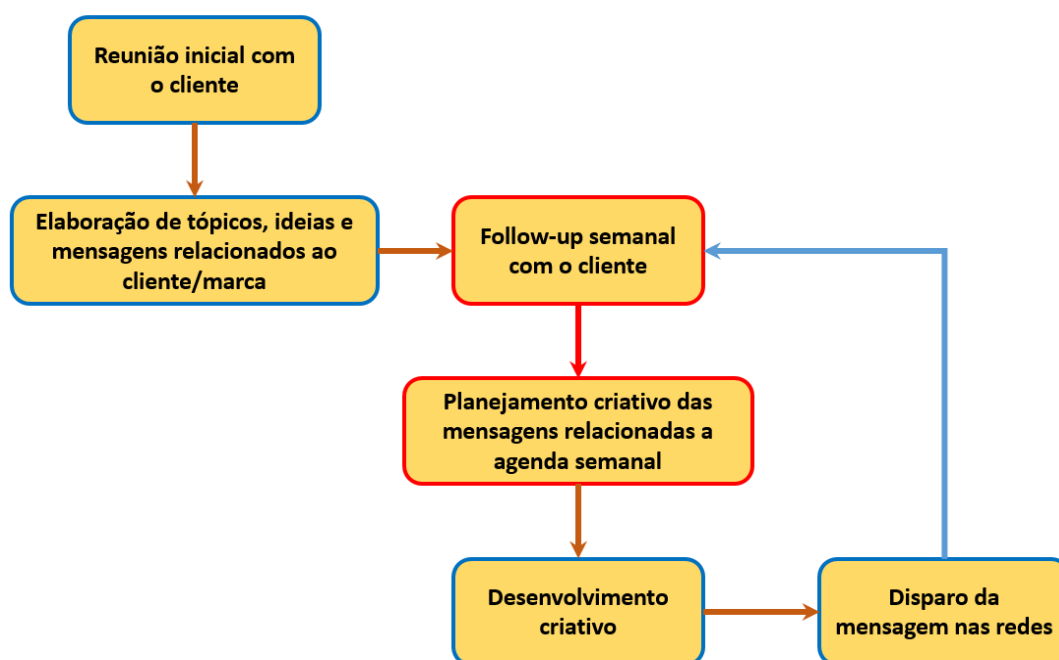 Reunião inicial com
o cliente
Elaboração de tópicos, ideias e
mensagens relacionados ao
cliente/marca
Follow-up semanal
com o cliente
Planejamento criativo das
mensagens relacionadas a
agenda semanal
Desenvolvimento
criativo
Disparo da
mensagem nas redes